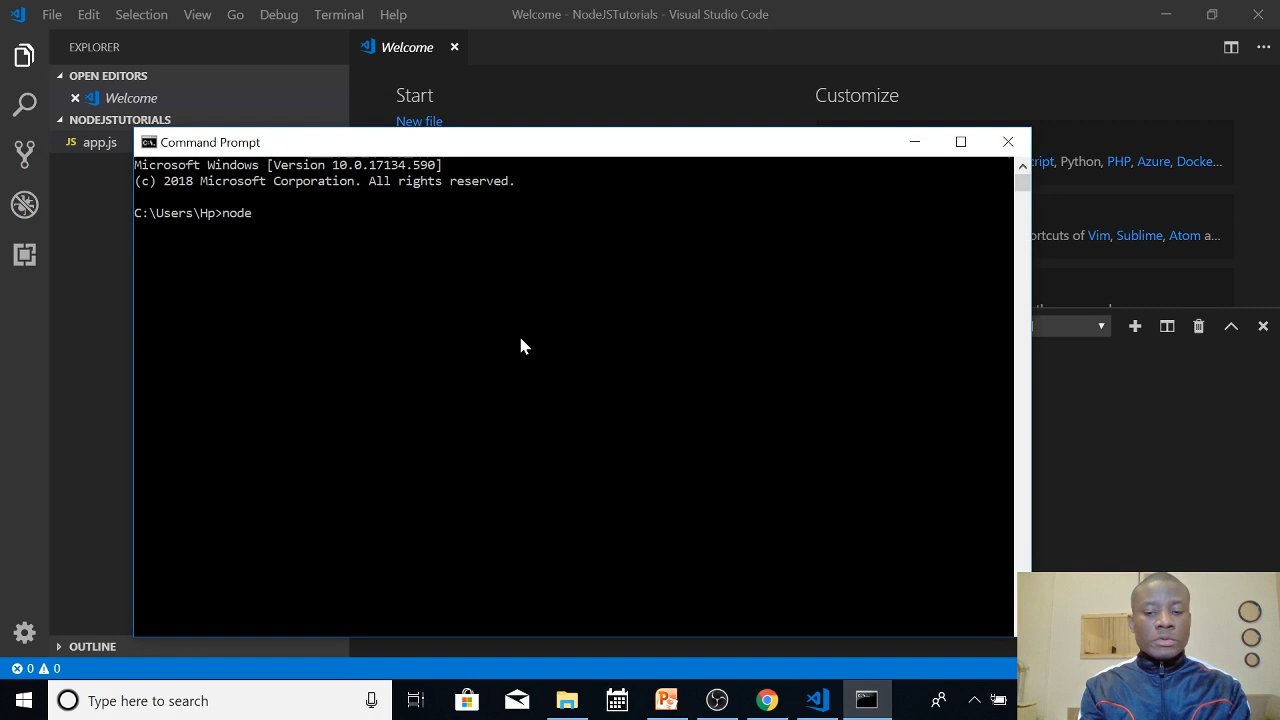 File Edit Selection View Go Debug Terminal Help
Welcome - NodeJSTutorials - Visual Studio Code
EXPLORER
Welcome
OPEN EDITORS
Welcome
NODEJSTUTORIALS
JS app.js
Start
New file
Customize
Python, PHP, Azure, Docke...
of Vim, Sublime, Atom a...
Command Prompt
Microsoft Windows [Version 10.0.17134.590]
(c) 2018 Microsoft Corporation. All rights reserved.
C:\Users\Hp>node
OUTLINE
0 0
Type here to search